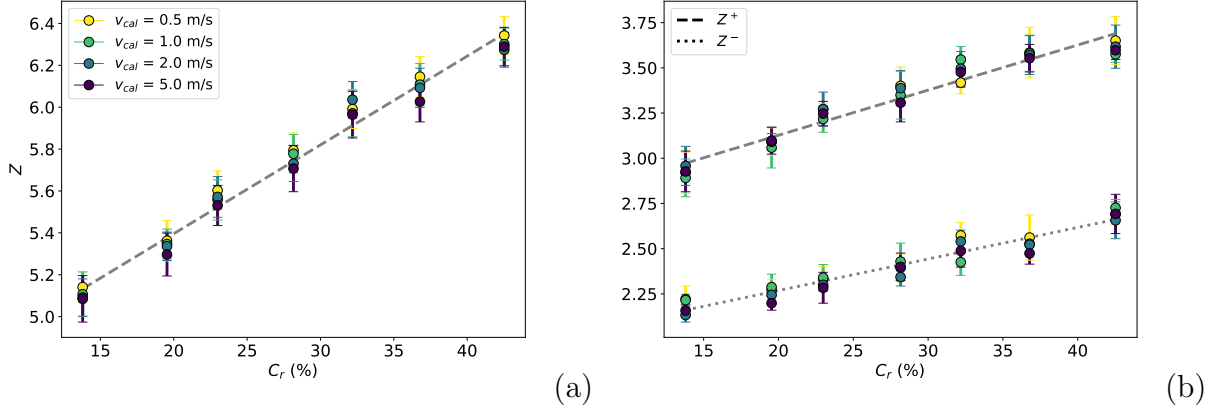 6.4
6.2
6.0
5.8
5.6
5.4
5.2
5.0
Z
v_cal = 0.5 m/s
v_cal = 1.0 m/s
v_cal = 2.0 m/s
v_cal = 5.0 m/s
15 20 25 30 35 40
C_r (%)
(a)
3.75
3.50
3.25
3.00
2.75
2.50
2.25
Z⁺
Z⁻
15 20 25 30 35 40
C_r (%)
(b)